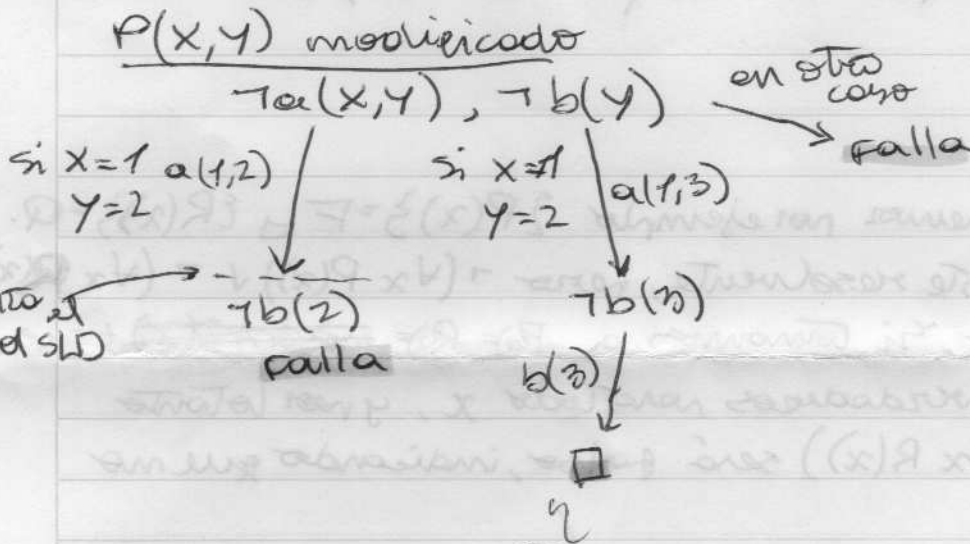 P(X,Y) modificado
¬a(X,Y), ¬b(Y)
en otro
caso
falla
si X=1 a(1,2)
Y=2
si X=1
Y=2
a(1,3)
el
el SLD
¬b(2)
falla
¬b(3)
b(3)